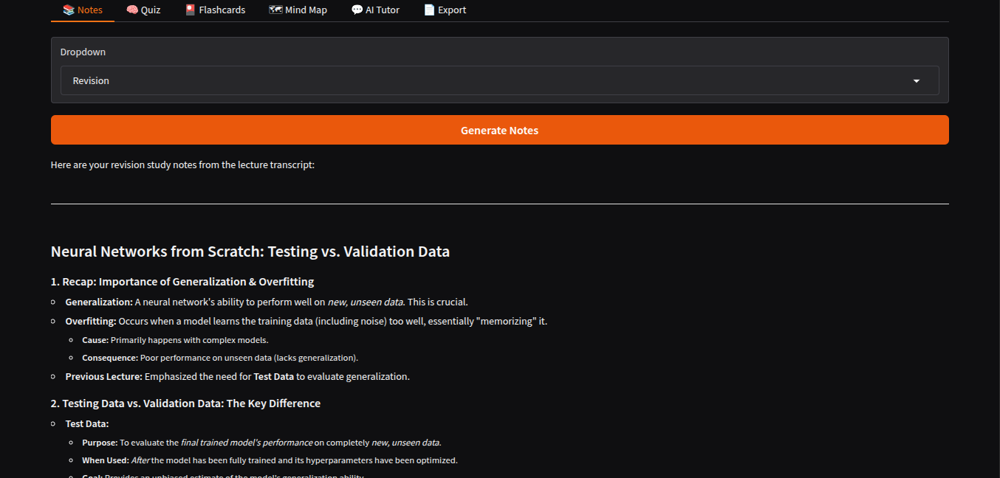 📚 Notes 🧠 Quiz 🎴 Flashcards 🗺 Mind Map 💬 AI Tutor 📄 Export
Dropdown
Revision
Generate Notes
Here are your revision study notes from the lecture transcript:
Neural Networks from Scratch: Testing vs. Validation Data
1. Recap: Importance of Generalization & Overfitting
Generalization: A neural network's ability to perform well on new, unseen data. This is crucial.
Overfitting: Occurs when a model learns the training data (including noise) too well, essentially "memorizing" it.
Cause: Primarily happens with complex models.
Consequence: Poor performance on unseen data (lacks generalization).
Previous Lecture: Emphasized the need for Test Data to evaluate generalization.
2. Testing Data vs. Validation Data: The Key Difference
Test Data:
Purpose: To evaluate the final trained model's performance on completely new, unseen data.
When Used: After the model has been fully trained and its hyperparameters have been optimized.
Goal: Provides an unbiased estimate of the model's generalization ability.